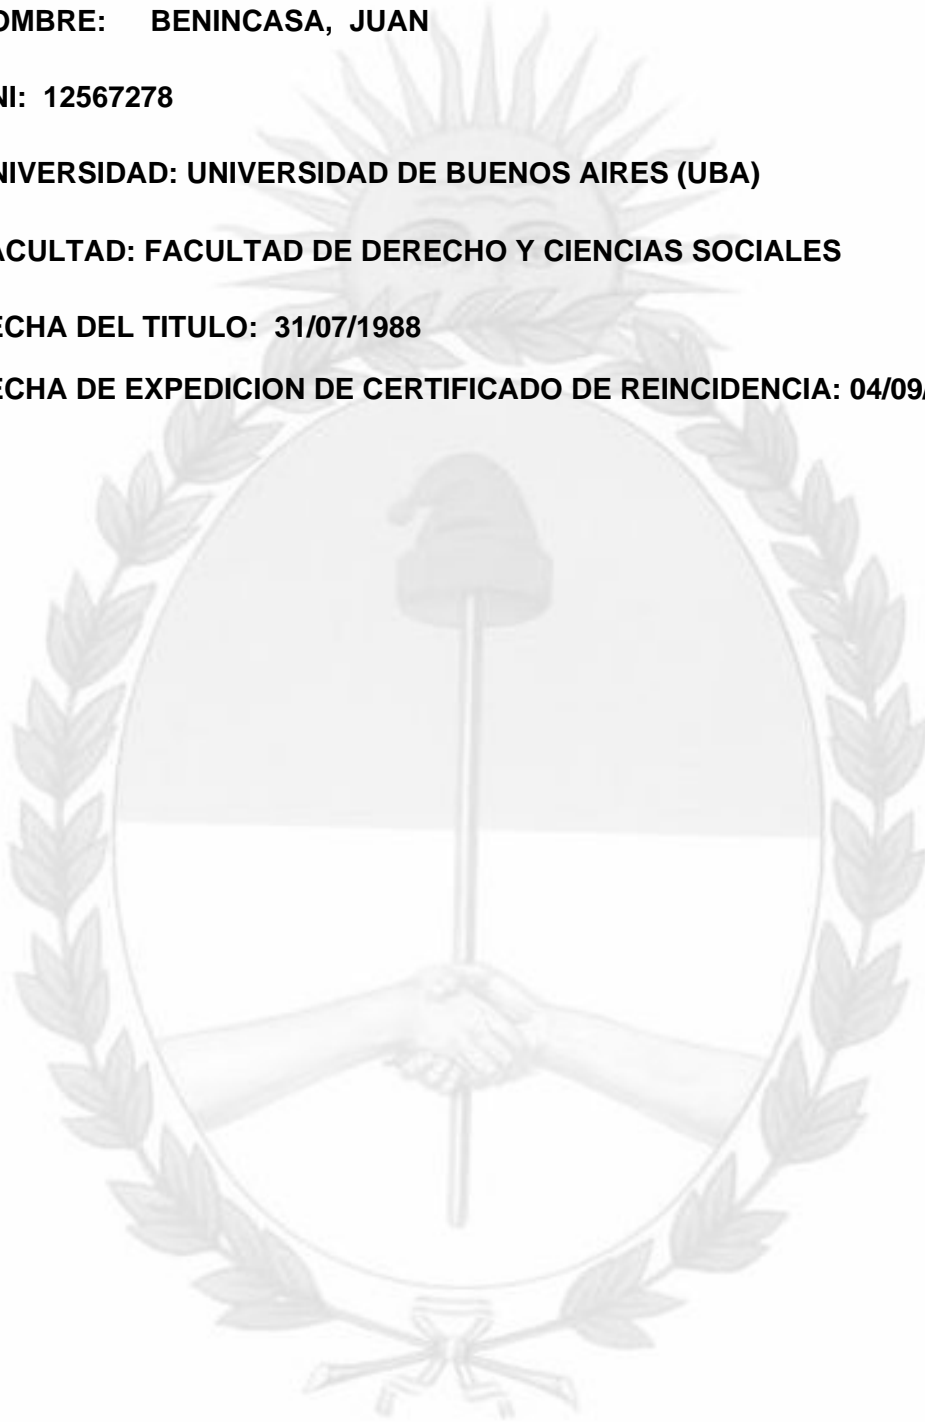 OMBRE: BENINCASA, JUAN
NI: 12567278
NIVERSIDAD: UNIVERSIDAD DE BUENOS AIRES (UBA)
ACULTAD: FACULTAD DE DERECHO Y CIENCIAS SOCIALES
ECHA DEL TITULO: 31/07/1988
ECHA DE EXPEDICION DE CERTIFICADO DE REINCIDENCIA: 04/09/